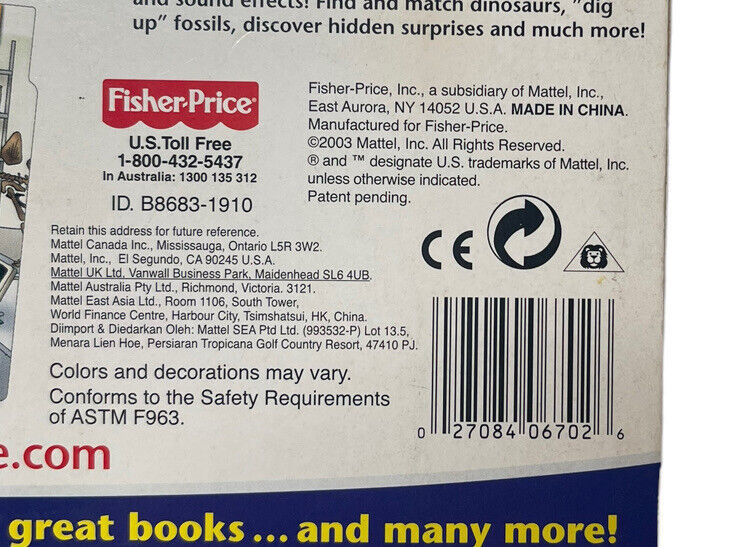 and sound effects! Find and match dinosaurs, "dig
up" fossils, discover hidden surprises and much more!
Fisher-Price®
U.S. Toll Free
1-800-432-5437
In Australia: 1300 135 312
ID. B8683-1910
Fisher-Price, Inc., a subsidiary of Mattel, Inc.,
East Aurora, NY 14052 U.S.A. MADE IN CHINA.
Manufactured for Fisher-Price.
©2003 Mattel, Inc. All Rights Reserved.
® and ™ designate U.S. trademarks of Mattel, Inc.
unless otherwise indicated.
Patent pending.
Retain this address for future reference.
Mattel Canada Inc., Mississauga, Ontario L5R 3W2.
Mattel, Inc., El Segundo, CA 90245 U.S.A.
Mattel UK Ltd. Vanwall Business Park, Maidenhead SL6 4UB.
Mattel Australia Pty Ltd., Richmond, Victoria. 3121.
Mattel East Asia Ltd., Room 1106, South Tower,
World Finance Centre, Harbour City, Tsimshatsui, HK, China.
Diimport & Diedarkan Oleh: Mattel SEA Ptd Ltd. (993532-P) Lot 13.5,
Menara Lien Hoe, Persiaran Tropicana Golf Country Resort, 47410 PJ.
CE
Colors and decorations may vary.
Conforms to the Safety Requirements
of ASTM F963.
0 27084 06702 6
e.com
great books... and many more!